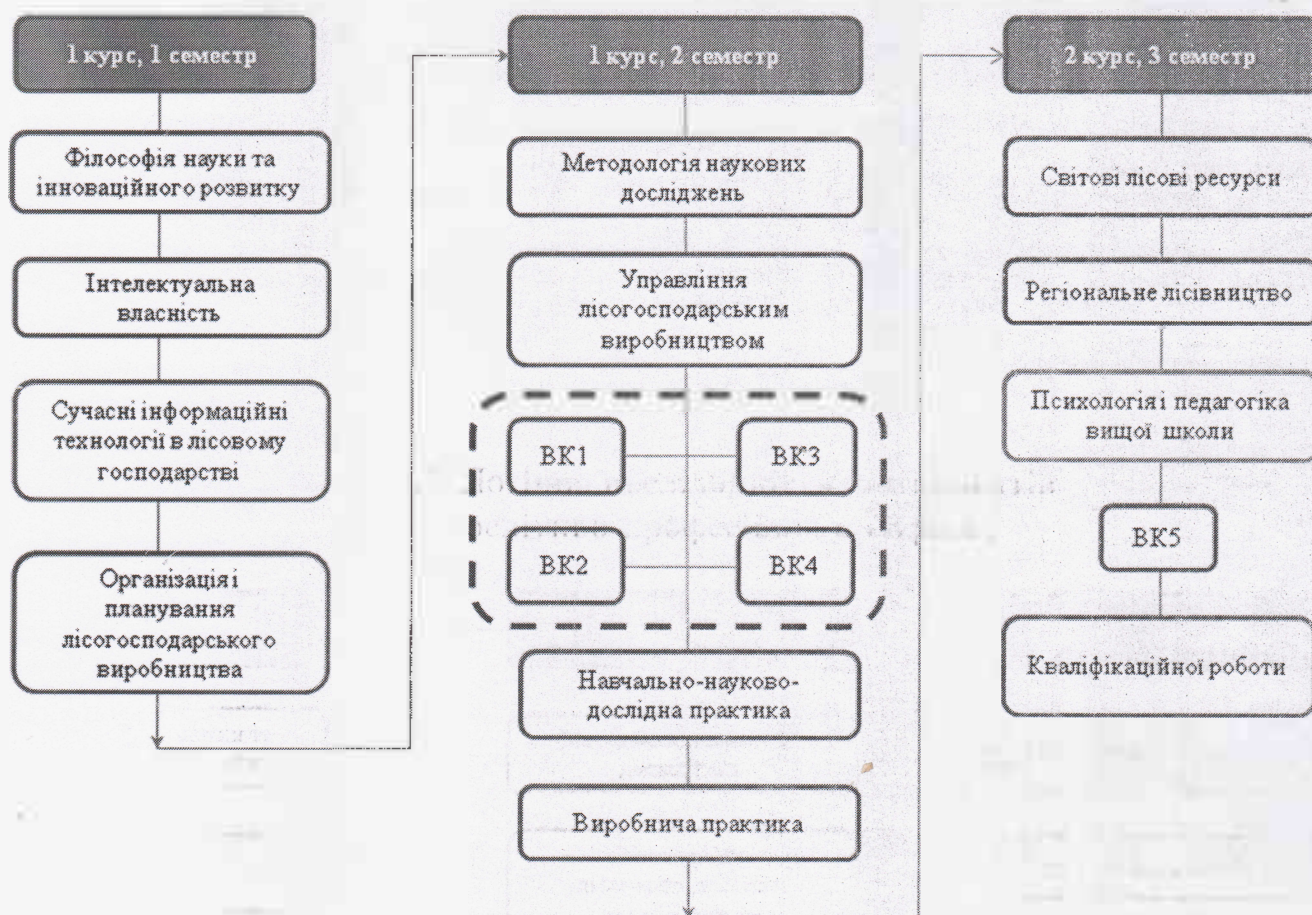 1 курс, 1 семестр
Філософія науки та
інноваційного розвитку
Інтелектуальна
власність
Сучасні інформаційні
технології в лісовому
господарстві
Організація і
планування
лісогосподарського
виробництва
1 курс, 2 семестр
Методологія наукових
досліджень
Управління
лісогосподарським
виробництвом
ВК1
ВК3
ВК2
ВК4
Навчально-науково-
дослідна практика
Виробнича практика
2 курс, 3 семестр
Світові лісові ресурси
Регіональне лісівництво
Психологія і педагогіка
вищої школи
ВК5
Кваліфікаційної роботи